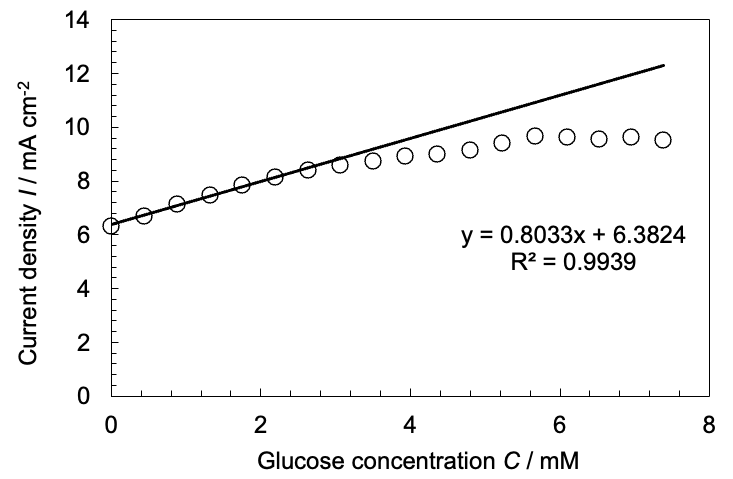 14
12
10
8
6
4
2
0
Current density I / mA cm-2
y = 0.8033x + 6.3824
R² = 0.9939
0 2 4 6 8
Glucose concentration C / mM